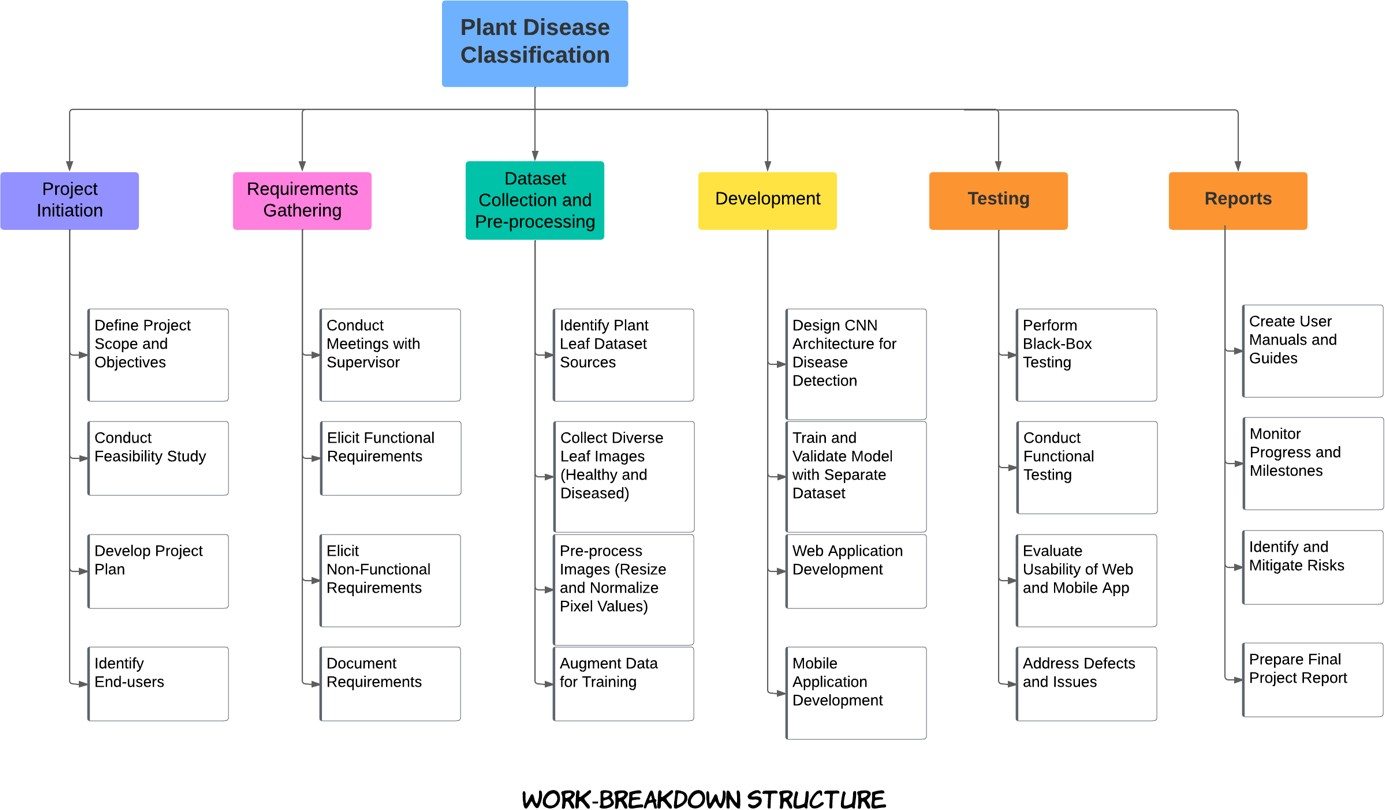 Plant Disease
Classification
Project
Initiation
Requirements
Gathering
Dataset
Collection and
Pre-processing
Development
Testing
Reports
Define Project
Scope and
Objectives
Conduct
Feasibility Study
Develop Project
Plan
Identify
End-users
Conduct
Meetings with
Supervisor
Elicit Functional
Requirements
Elicit
Non-Functional
Requirements
Document
Requirements
Identify Plant
Leaf Dataset
Sources
Collect Diverse
Leaf Images
(Healthy and
Diseased)
Pre-process
Images (Resize
and Normalize
Pixel Values)
Augment Data
for Training
Design CNN
Architecture for
Disease
Detection
Train and
Validate Model
with Separate
Dataset
Web Application
Development
Mobile
Application
Development
Perform
Black-Box
Testing
Conduct
Functional
Testing
Evaluate
Usability of Web
and Mobile App
Address Defects
and Issues
Create User
Manuals and
Guides
Monitor
Progress and
Milestones
Identify and
Mitigate Risks
Prepare Final
Project Report
WORK-BREAKDOWN STRUCTURE